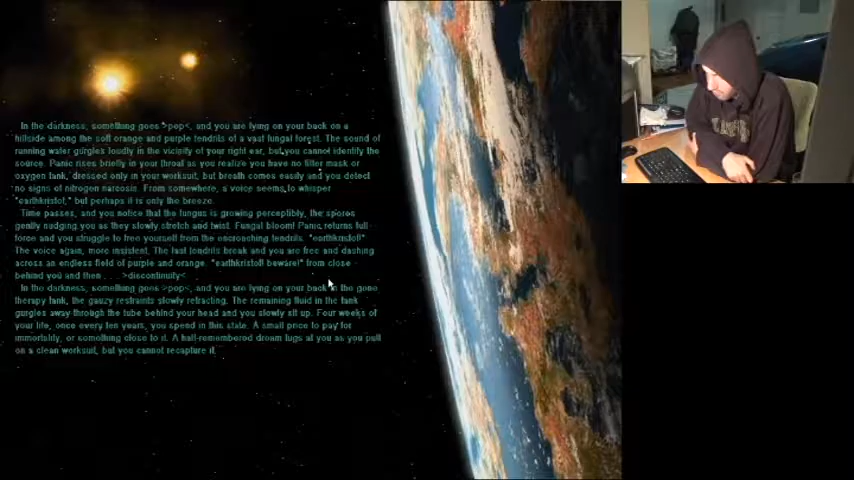 In the darkness, something goes >pop<, and you are lying on your back on a
hillside among the soft orange and purple tendrils of a vast fungal forest. The sound of
running water gurgles loudly in the vicinity of your right ear, but you cannot identify the
source. Panic rises briefly in your throat as you realize you have no filter mask or
oxygen tank, dressed only in your worksuit, but breath comes easily and you detect
no signs of nitrogen narcosis. From somewhere, a voice seems to whisper
"earthkristol," but perhaps it is only the breeze.
Time passes, and you notice that the fungus is growing perceptibly, the spores
gently nudging you as they slowly stretch and twist. Fungal bloom! Panic returns full
force and you struggle to free yourself from the encroaching tendrils.
The voice again, more insistent. The last tendrils break and you are free and dashing
across an endless field of purple and orange. beware!" from close
behind you and then . . . >discontinuity<
In the darkness, something goes >pop<, and you are lying on your back in the gene
therapy tank, the gauzy restraints slowly retracting. The remaining fluid in the tank
gurgles away through the tube behind your head and you slowly sit up. Four weeks of
your life, once every ten years, you spend in this state. A small price to pay for
immortality, or something close to it. A half-remembered dream tugs at you as you pull
on a clean worksuit, but you cannot recapture it.